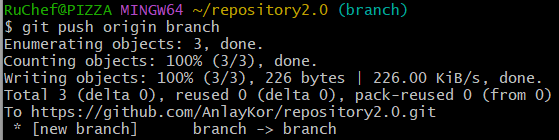 RuChef@PIZZA MINGW64 ~/repository2.0 (branch)
$ git push origin branch
Enumerating objects: 3, done.
Counting objects: 100% (3/3), done.
Writing objects: 100% (3/3), 226 bytes | 226.00 KiB/s, done.
Total 3 (delta 0), reused 0 (delta 0), pack-reused 0 (from 0)
To https://github.com/AnlayKor/repository2.0.git
 * [new branch]      branch -> branch